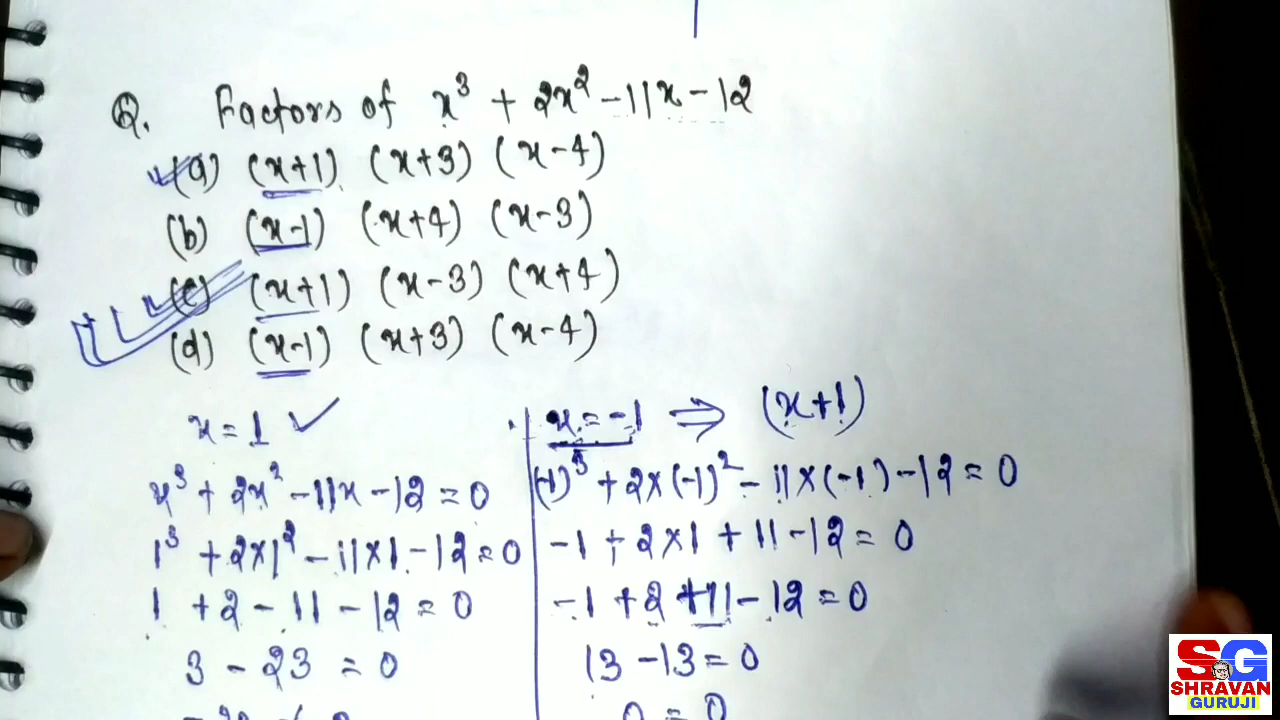 Q. Factors of x³ + 2x² - 11x - 12
(a) (x+1) (x+3) (x-4)
(b) (x-1) (x+4) (x-3)
(c) (x+1) (x-3) (x+4)
(d) (x-1) (x+3) (x-4)
x = 1 ✓
x³ + 2x² - 11x - 12 = 0
1³ + 2×1² - 11×1 - 12 = 0
1 + 2 - 11 - 12 = 0
3 - 23 = 0
x = -1 ⇒ (x+1)
(-1)³ + 2×(-1)² - 11×(-1) - 12 = 0
-1 + 2×1 + 11 - 12 = 0
-1 + 2 + 11 - 12 = 0
13 - 13 = 0
0 = 0
SG
SHRAVAN
GURUJI